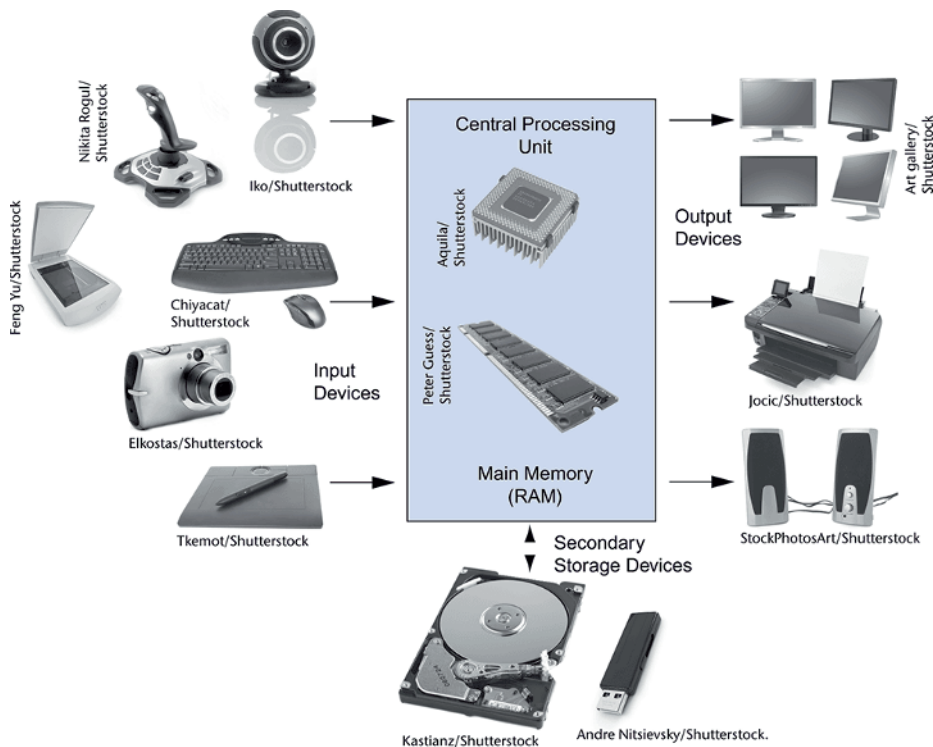 Nikita Rogul/
Shutterstock
Iko/Shutterstock
Feng Yu/Shutterstock
Chiyacat/
Shutterstock
Input
Devices
Elkostas/Shutterstock
Tkemot/Shutterstock
Central Processing
Unit
Aquila/
Shutterstock
Peter Guess/
Shutterstock
Main Memory
(RAM)
Output
Devices
Art gallery/
Shutterstock
Jocic/Shutterstock
StockPhotosArt/Shutterstock
Secondary
Storage Devices
Kastianz/Shutterstock
Andre Nitsievsky/Shutterstock.